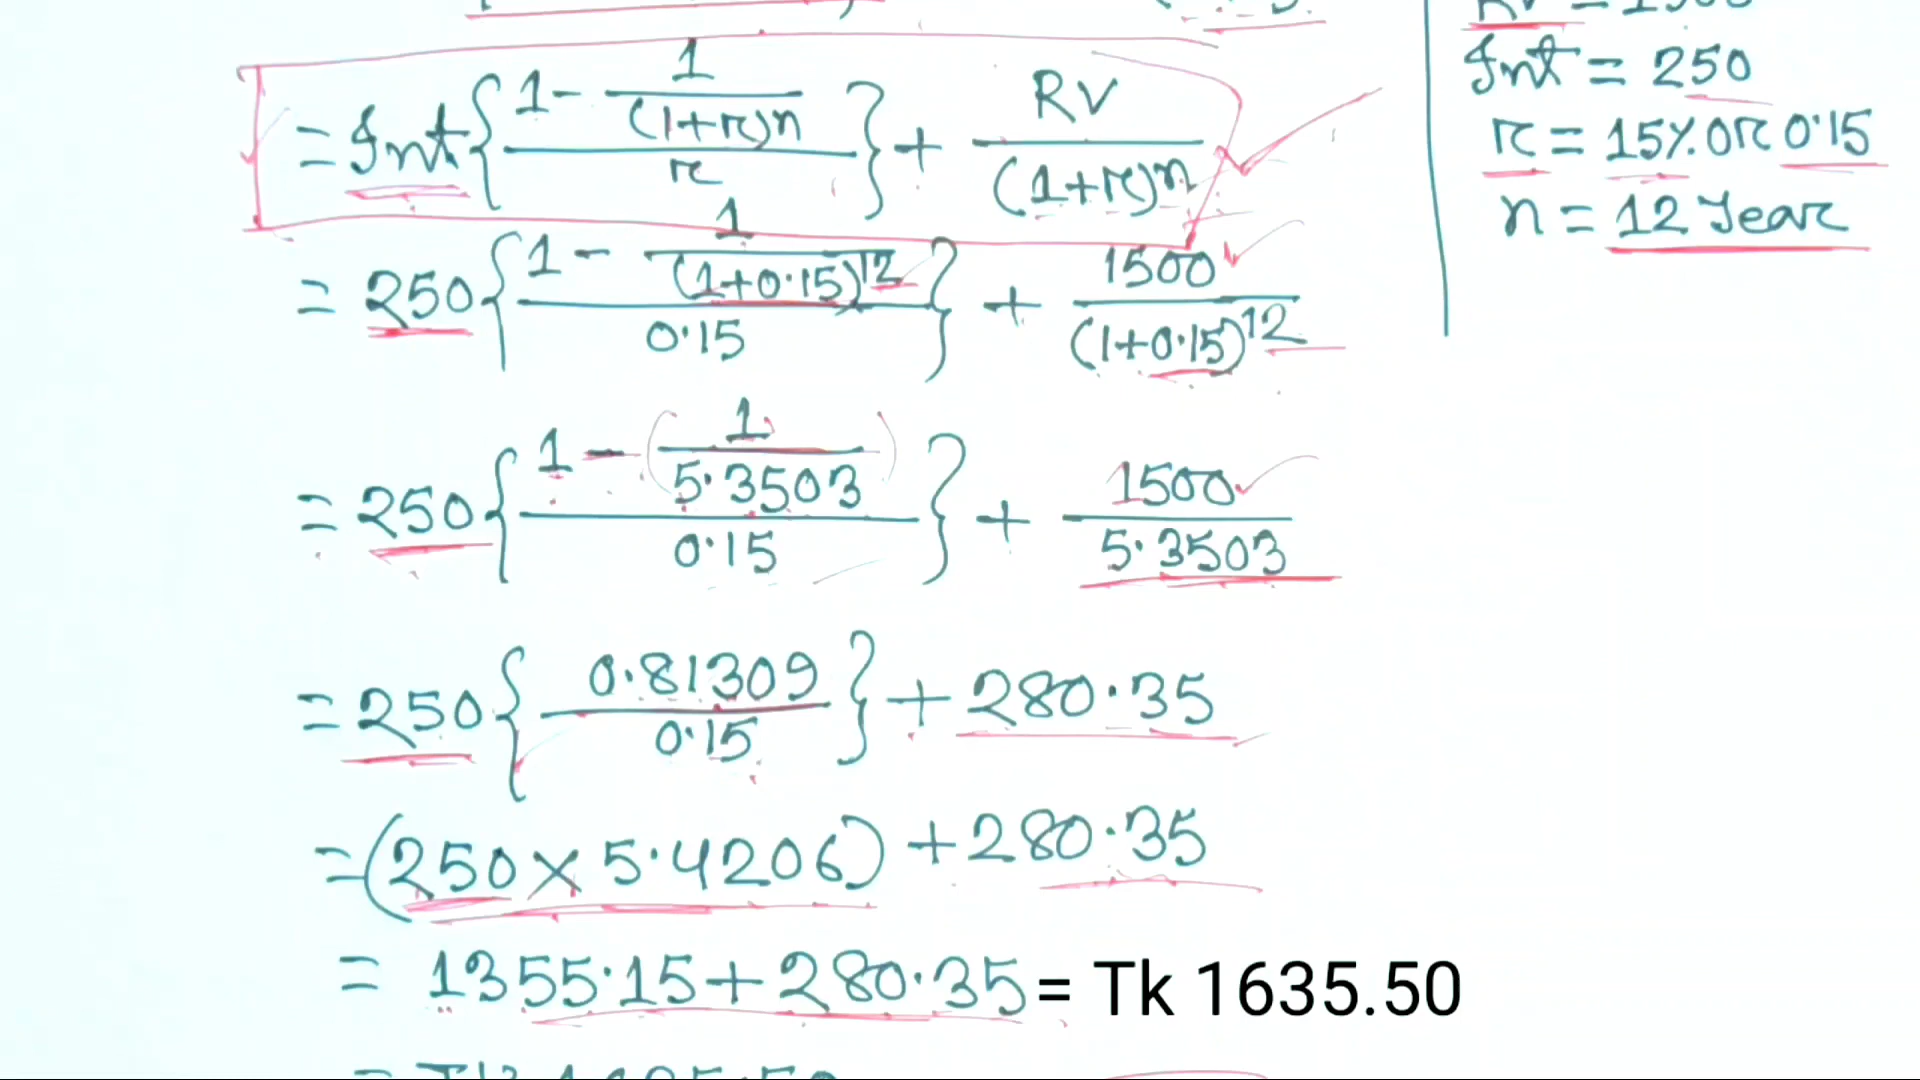 = Int{(1 - 1/(1+r)n)/r} + RV/(1+r)n
= 250{(1 - 1/(1+0.15)^12)/0.15} + 1500/(1+0.15)^12
= 250{(1 - (1/5.3503))/0.15} + 1500/5.3503
= 250{0.81309/0.15} + 280.35
= (250 × 5.4206) + 280.35
= 1355.15 + 280.35 = Tk 1635.50
Int = 250
r = 15% or 0.15
n = 12 Year